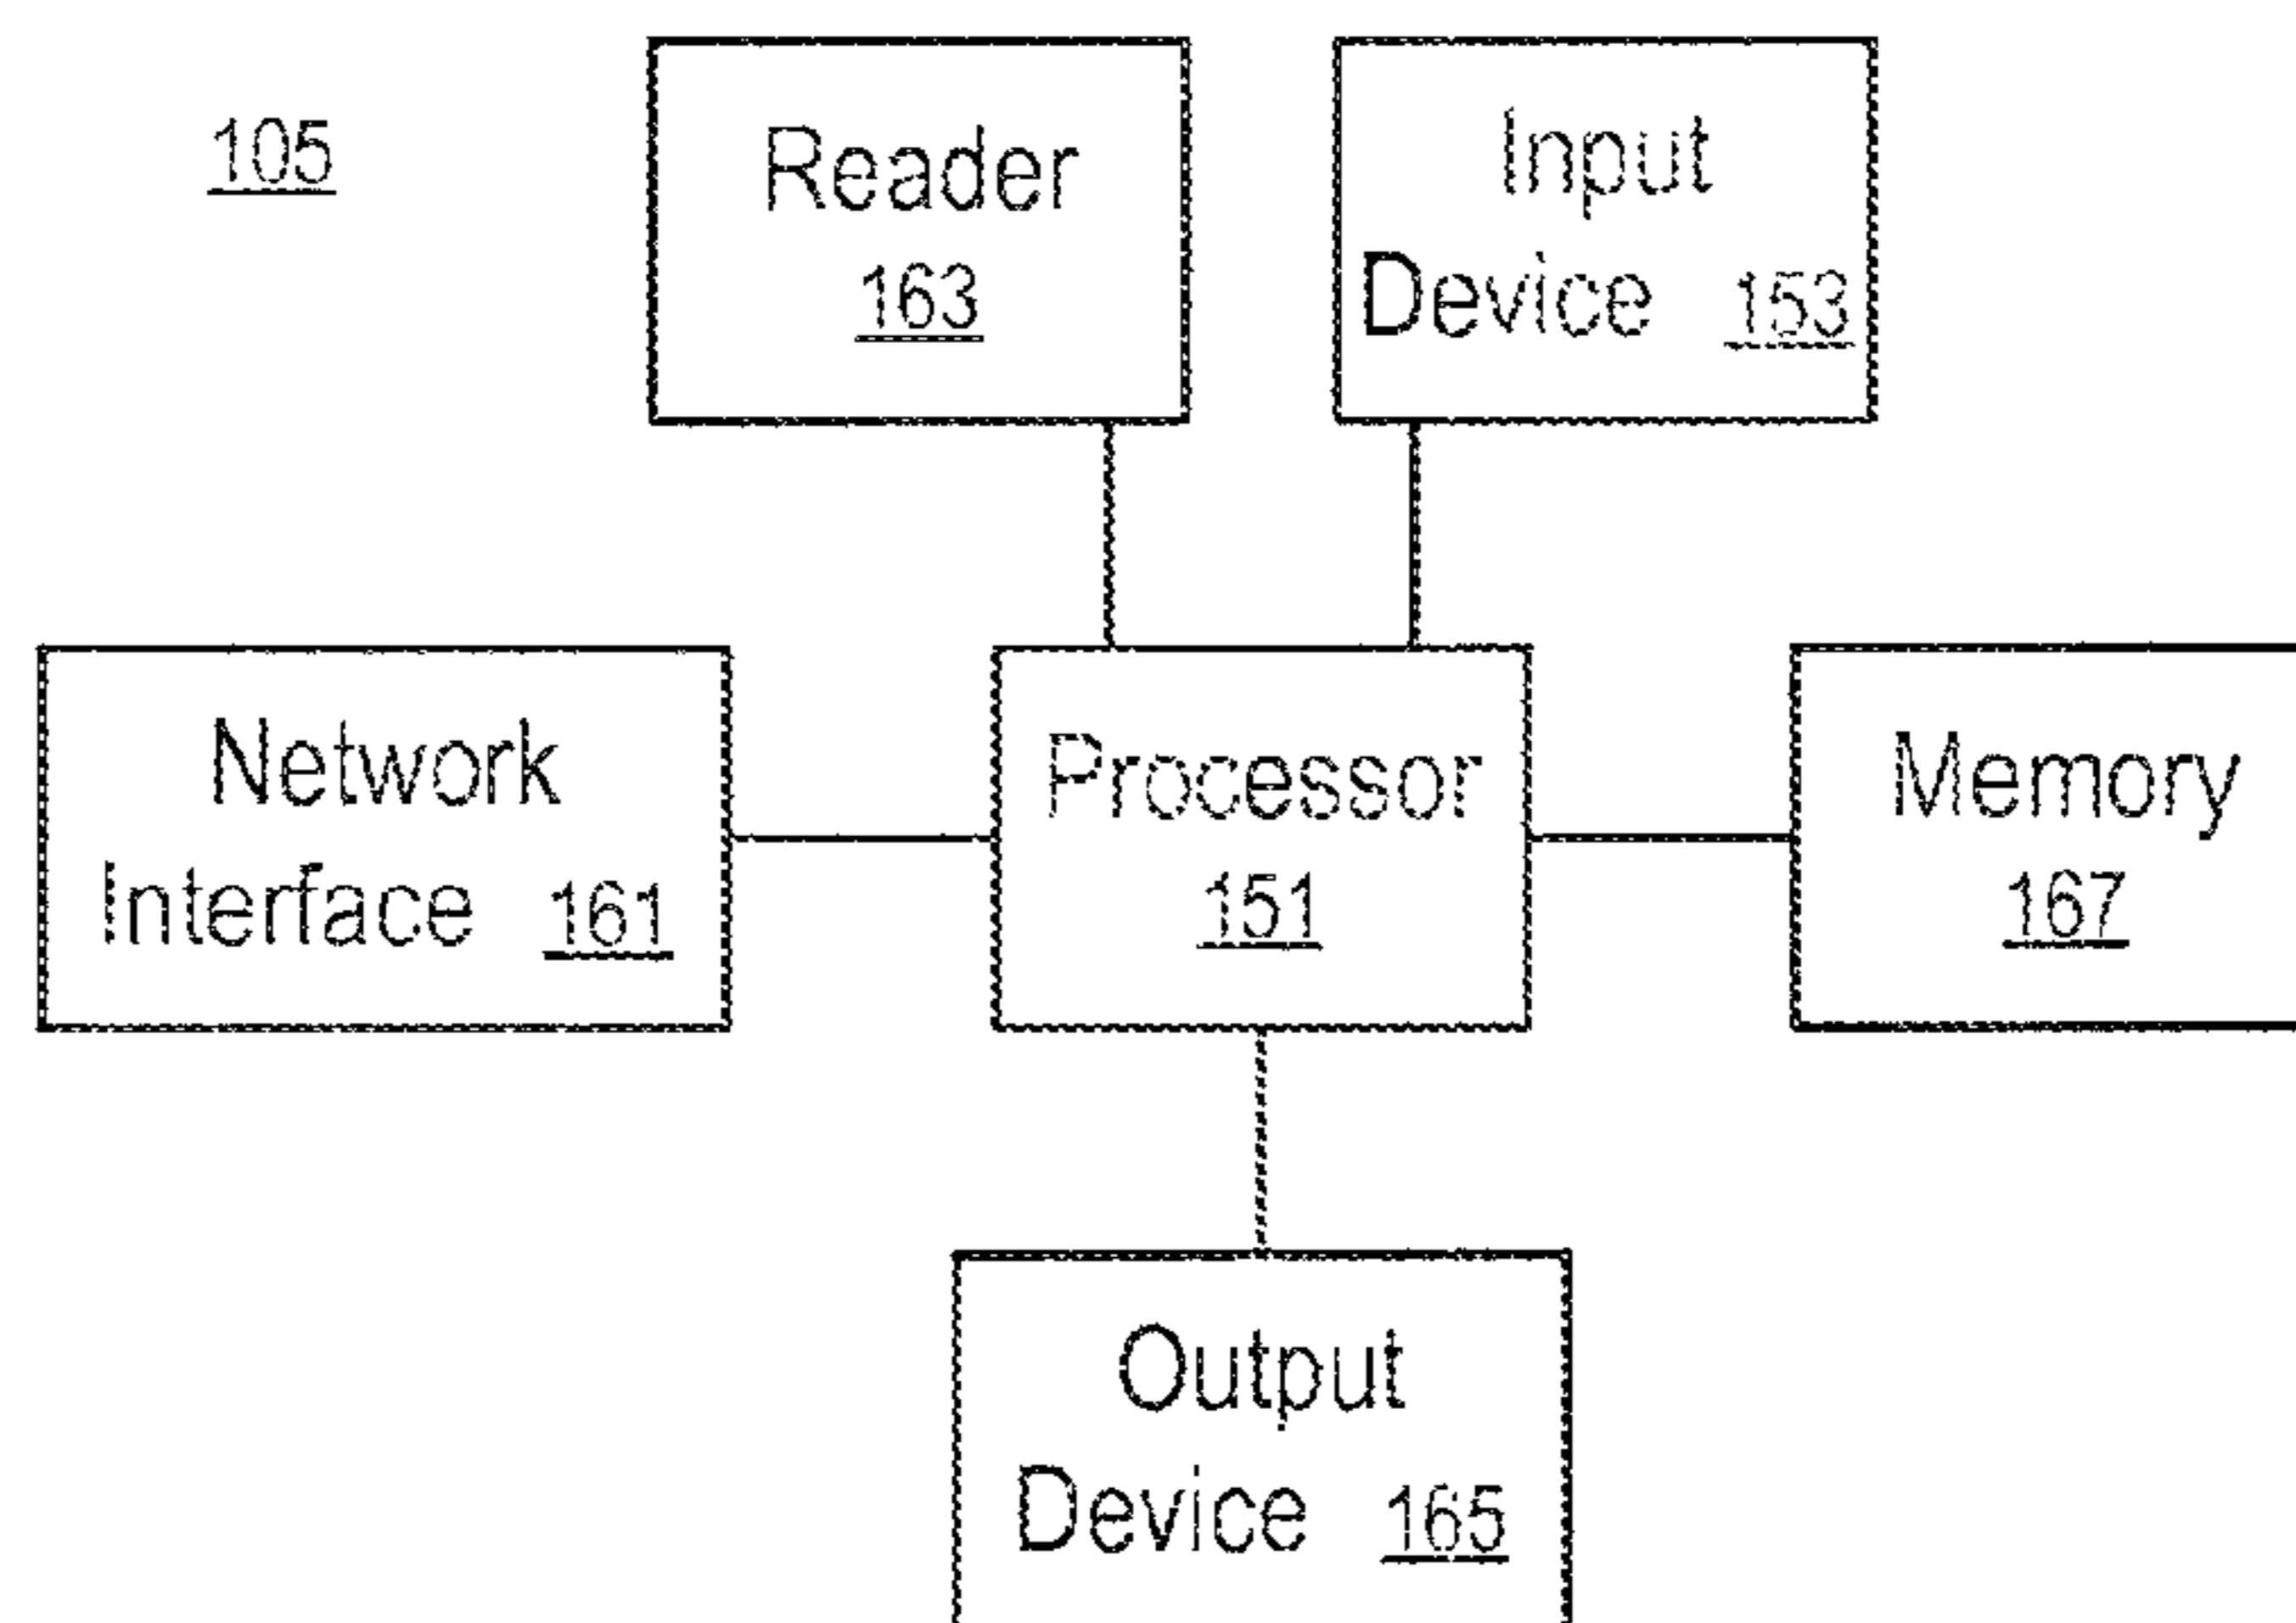 105
Reader
163
Input
Device 153
Network
Interface 161
Processor
151
Memory
167
Output
Device 165